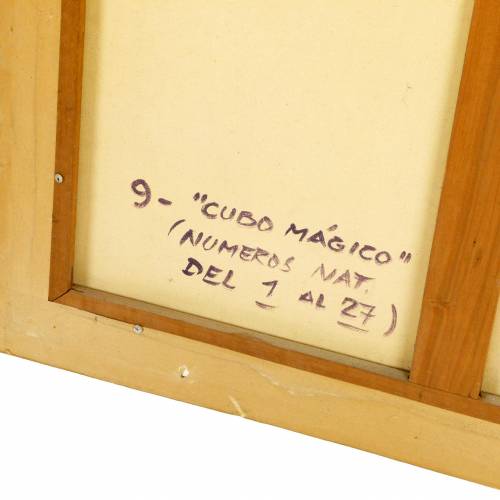 9- "CUBO MÁGICO"
(NUMEROS NAT.
DEL 1 AL 27)